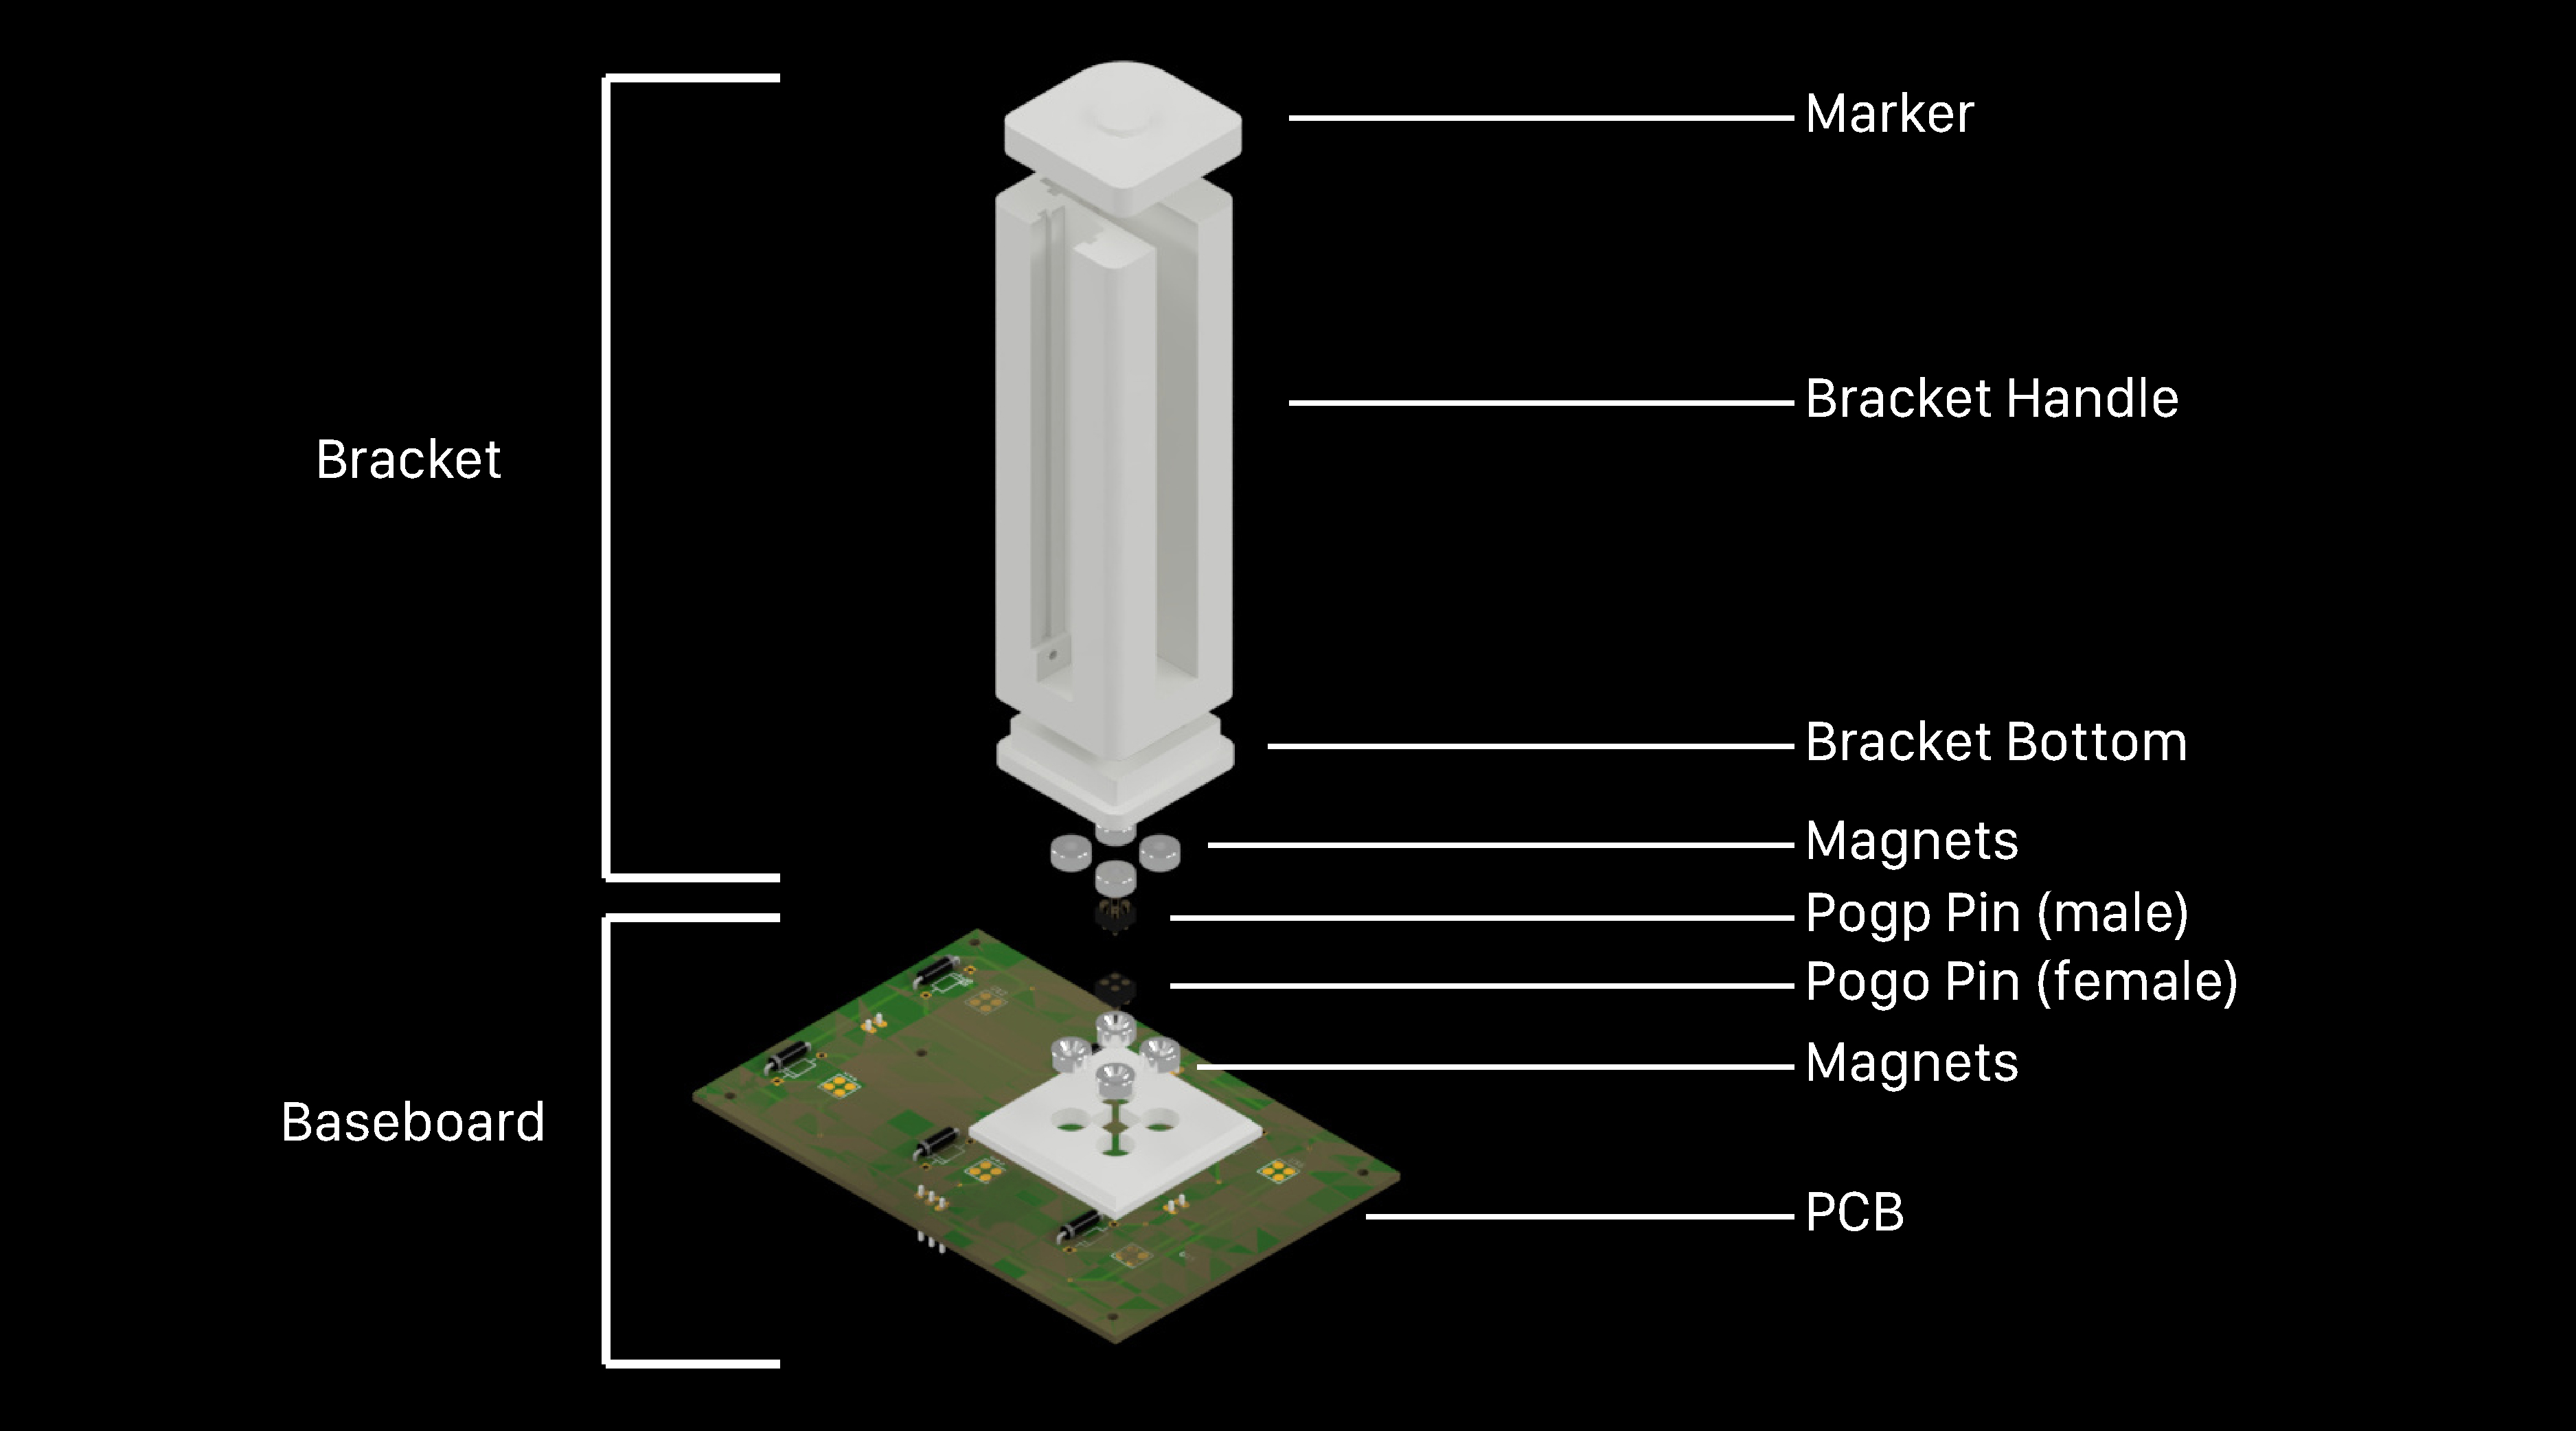 Marker
Bracket Handle
Bracket
Bracket Bottom
Magnets
Pogp Pin (male)
Pogo Pin (female)
Magnets
Baseboard
PCB